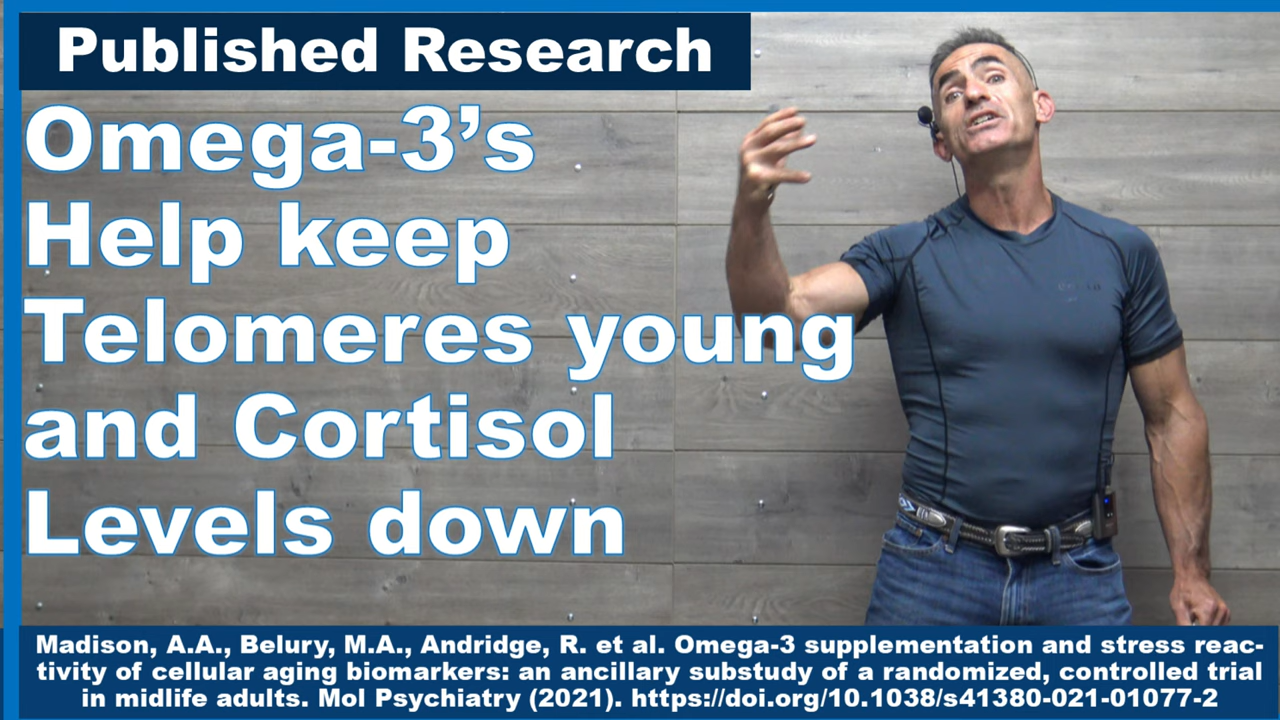 Published Research
Omega-3’s
Help keep
Telomeres young
and Cortisol
Levels down
Madison, A.A., Belury, M.A., Andridge, R. et al. Omega-3 supplementation and stress reac-
tivity of cellular aging biomarkers: an ancillary substudy of a randomized, controlled trial
in midlife adults. Mol Psychiatry (2021). https://doi.org/10.1038/s41380-021-01077-2